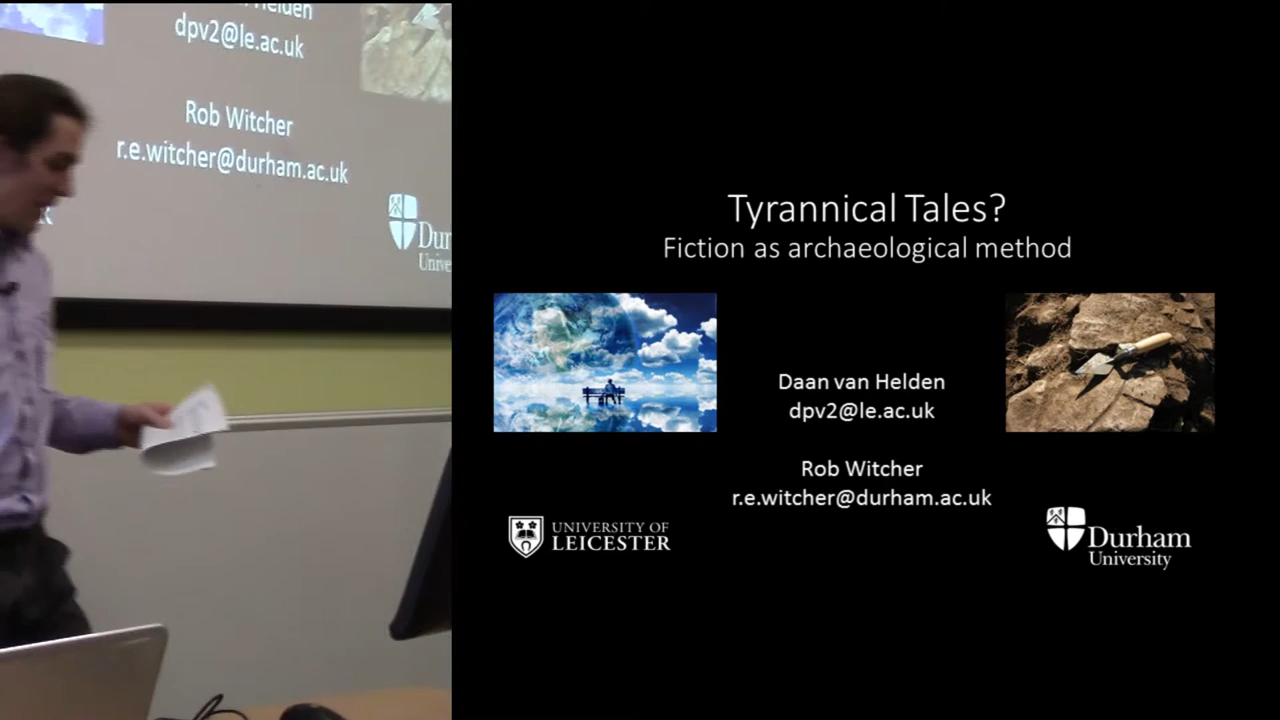 Helden
dpv2@le.ac.uk
Rob Witcher
r.e.witcher@durham.ac.uk
Tyrannical Tales?
Fiction as archaeological method
Daan van Helden
dpv2@le.ac.uk
Rob Witcher
r.e.witcher@durham.ac.uk
UNIVERSITY OF
LEICESTER
Durham
University